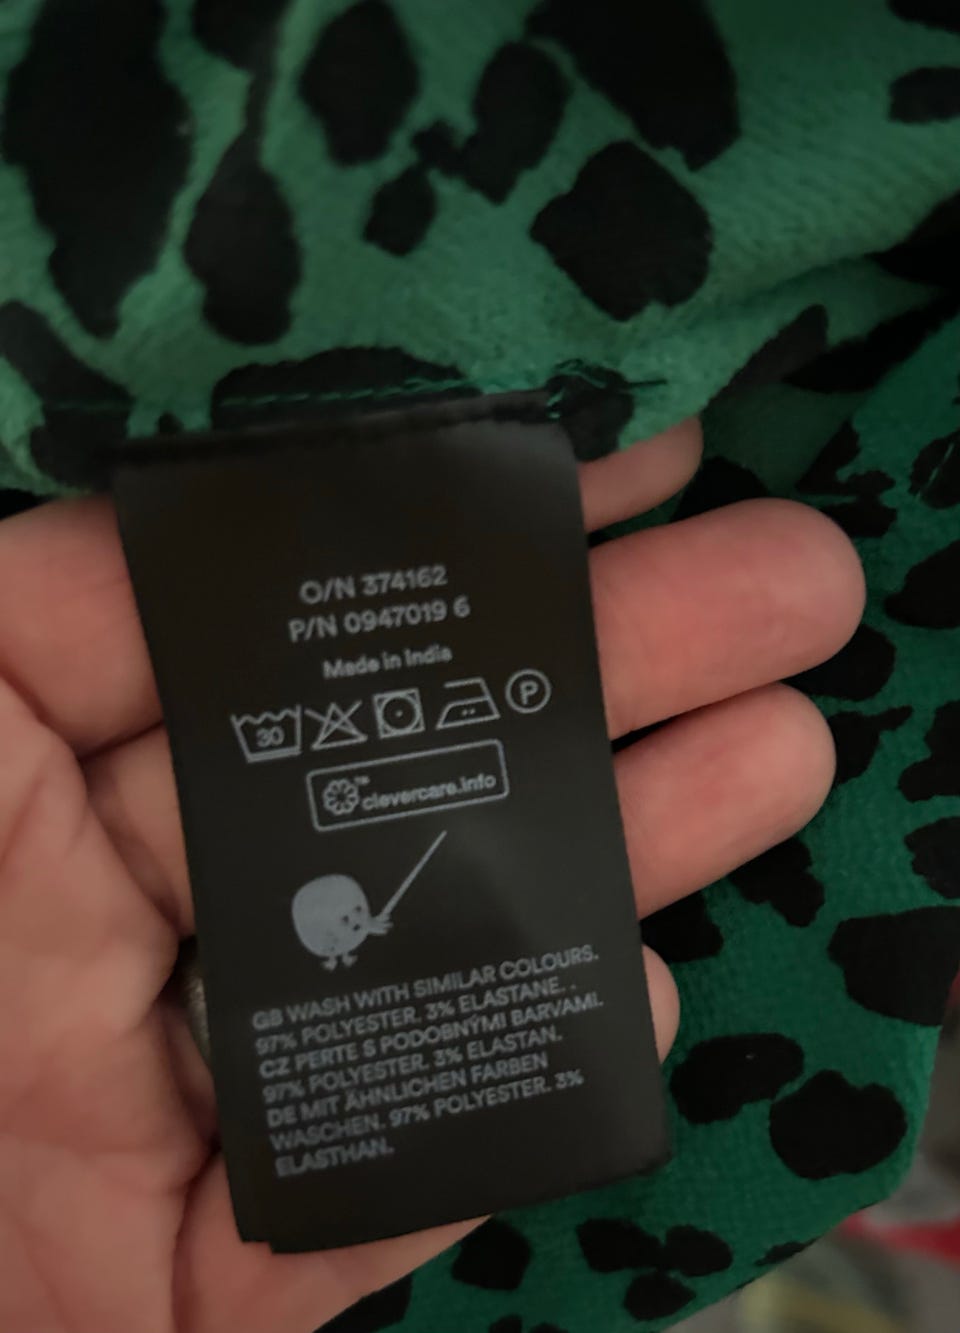 O/N 374162
P/N 0947019 6
Made in India
30 P
™ clevercare.info
GB WASH WITH SIMILAR COLOURS.
97% POLYESTER. 3% ELASTANE. .
CZ PERTE S PODOBNÝMI BARVAMI.
97% POLYESTER. 3% ELASTAN.
DE MIT ÄHNLICHEN FARBEN
WASCHEN. 97% POLYESTER. 3%
ELASTHAN.